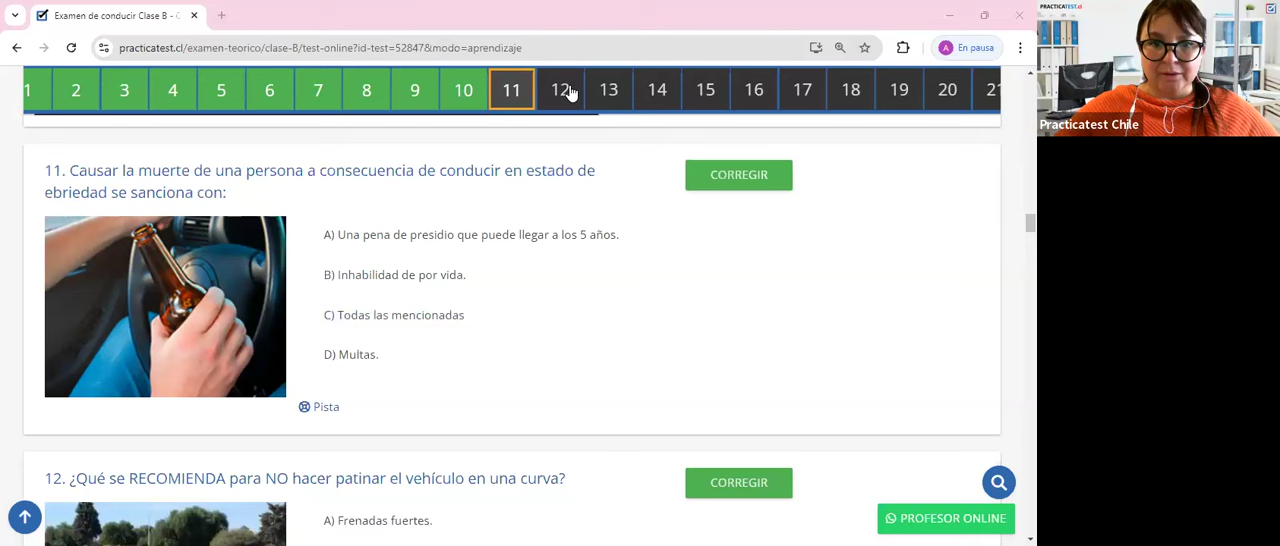 Examen de conducir Clase B - C
practicatest.cl/examen-teorico/clase-B/test-online?id-test=52847&modo=aprendizaje
A En pausa
1 2 3 4 5 6 7 8 9 10 11 12 13 14 15 16 17 18 19 20 21
11. Causar la muerte de una persona a consecuencia de conducir en estado de
ebriedad se sanciona con:
CORREGIR
A) Una pena de presidio que puede llegar a los 5 años.
B) Inhabilidad de por vida.
C) Todas las mencionadas
D) Multas.
Pista
12. ¿Qué se RECOMIENDA para NO hacer patinar el vehículo en una curva?
CORREGIR
A) Frenadas fuertes.
PROFESOR ONLINE
PRACTICATEST.cl
Practicatest Chile